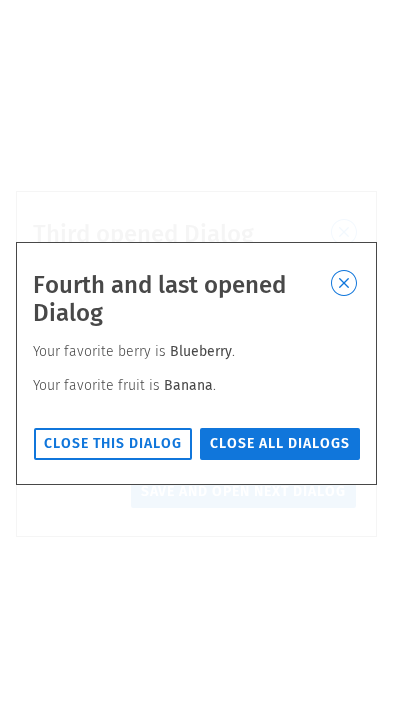 Third opened Dialog
Fourth and last opened
Dialog
Your favorite berry is Blueberry.
Your favorite fruit is Banana.
CLOSE THIS DIALOG
CLOSE ALL DIALOGS
SAVE AND OPEN NEXT DIALOG